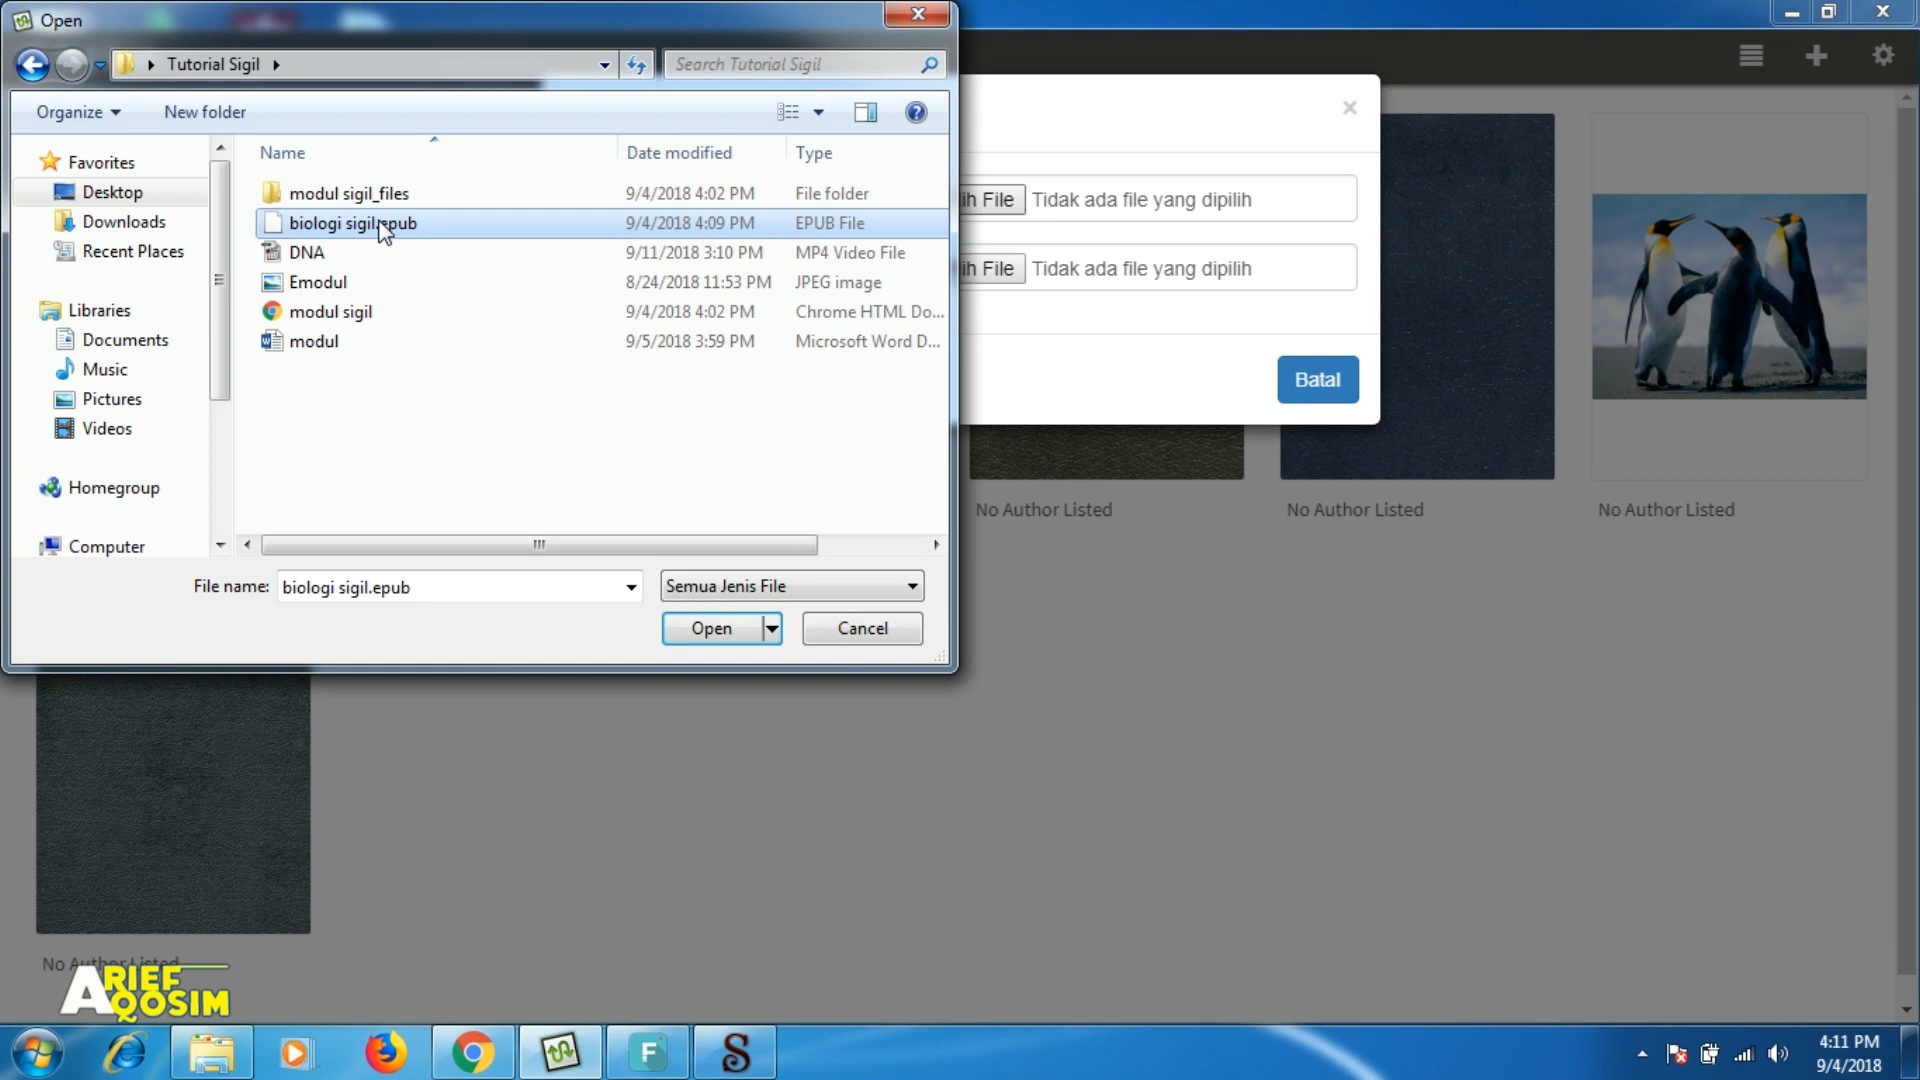 Open
Tutorial Sigil
Search Tutorial Sigil
Organize
New folder
Name
Date modified
Type
Favorites
Desktop
Downloads
Recent Places
Libraries
Documents
Music
Pictures
Videos
Homegroup
Computer
modul sigil_files 9/4/2018 4:02 PM File folder
biologi sigil.epub 9/4/2018 4:09 PM EPUB File
DNA 9/11/2018 3:10 PM MP4 Video File
Emodul 8/24/2018 11:53 PM JPEG image
modul sigil 9/4/2018 4:02 PM Chrome HTML Do...
modul 9/5/2018 3:59 PM Microsoft Word D...
File name: biologi sigil.epub
Semua Jenis File
Open
Cancel
File Tidak ada file yang dipilih
File Tidak ada file yang dipilih
Batal
No Author Listed
No Author Listed
No Author Listed
No Author Listed
ARIEF
QOSIM
4:11 PM
9/4/2018